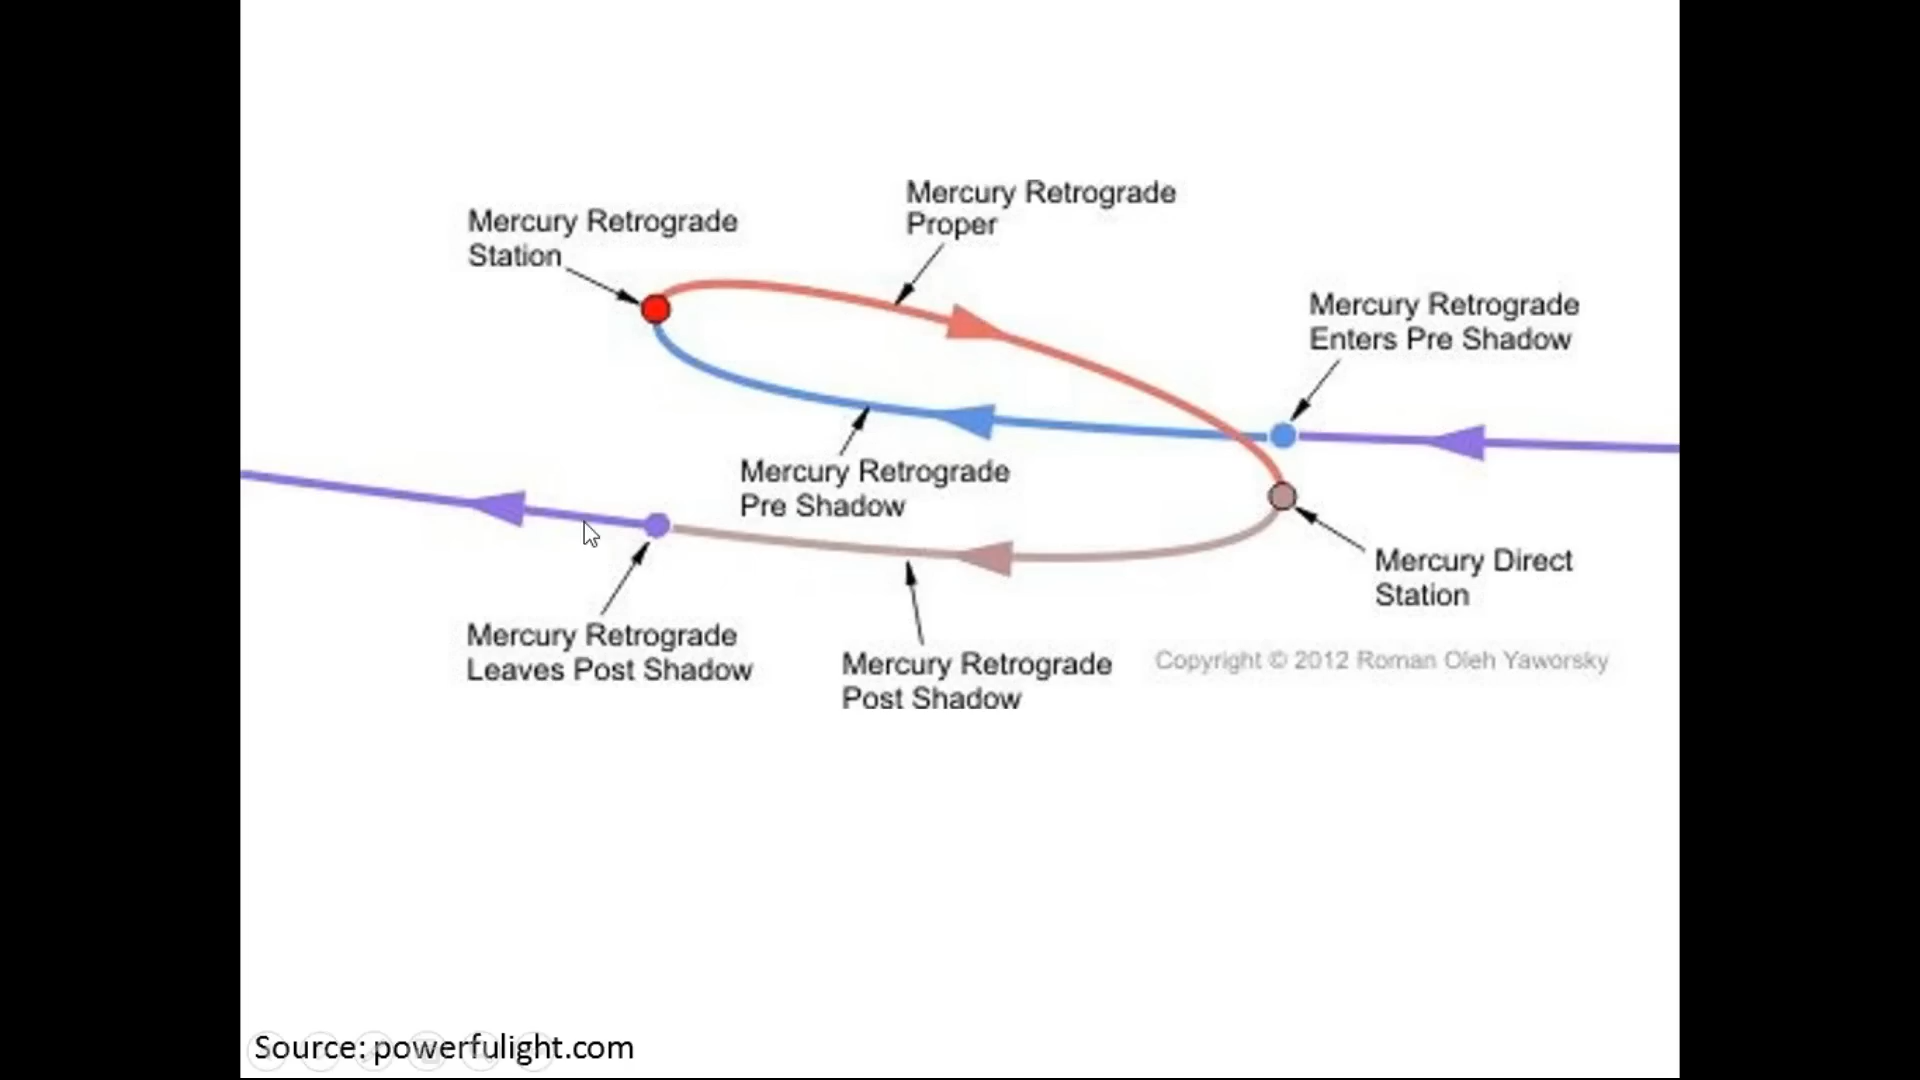 Mercury Retrograde
Proper
Mercury Retrograde
Station
Mercury Retrograde
Enters Pre Shadow
Mercury Retrograde
Pre Shadow
Mercury Direct
Station
Mercury Retrograde
Leaves Post Shadow
Mercury Retrograde
Post Shadow
Copyright © 2012 Roman Oleh Yaworsky
Source: powerfulight.com